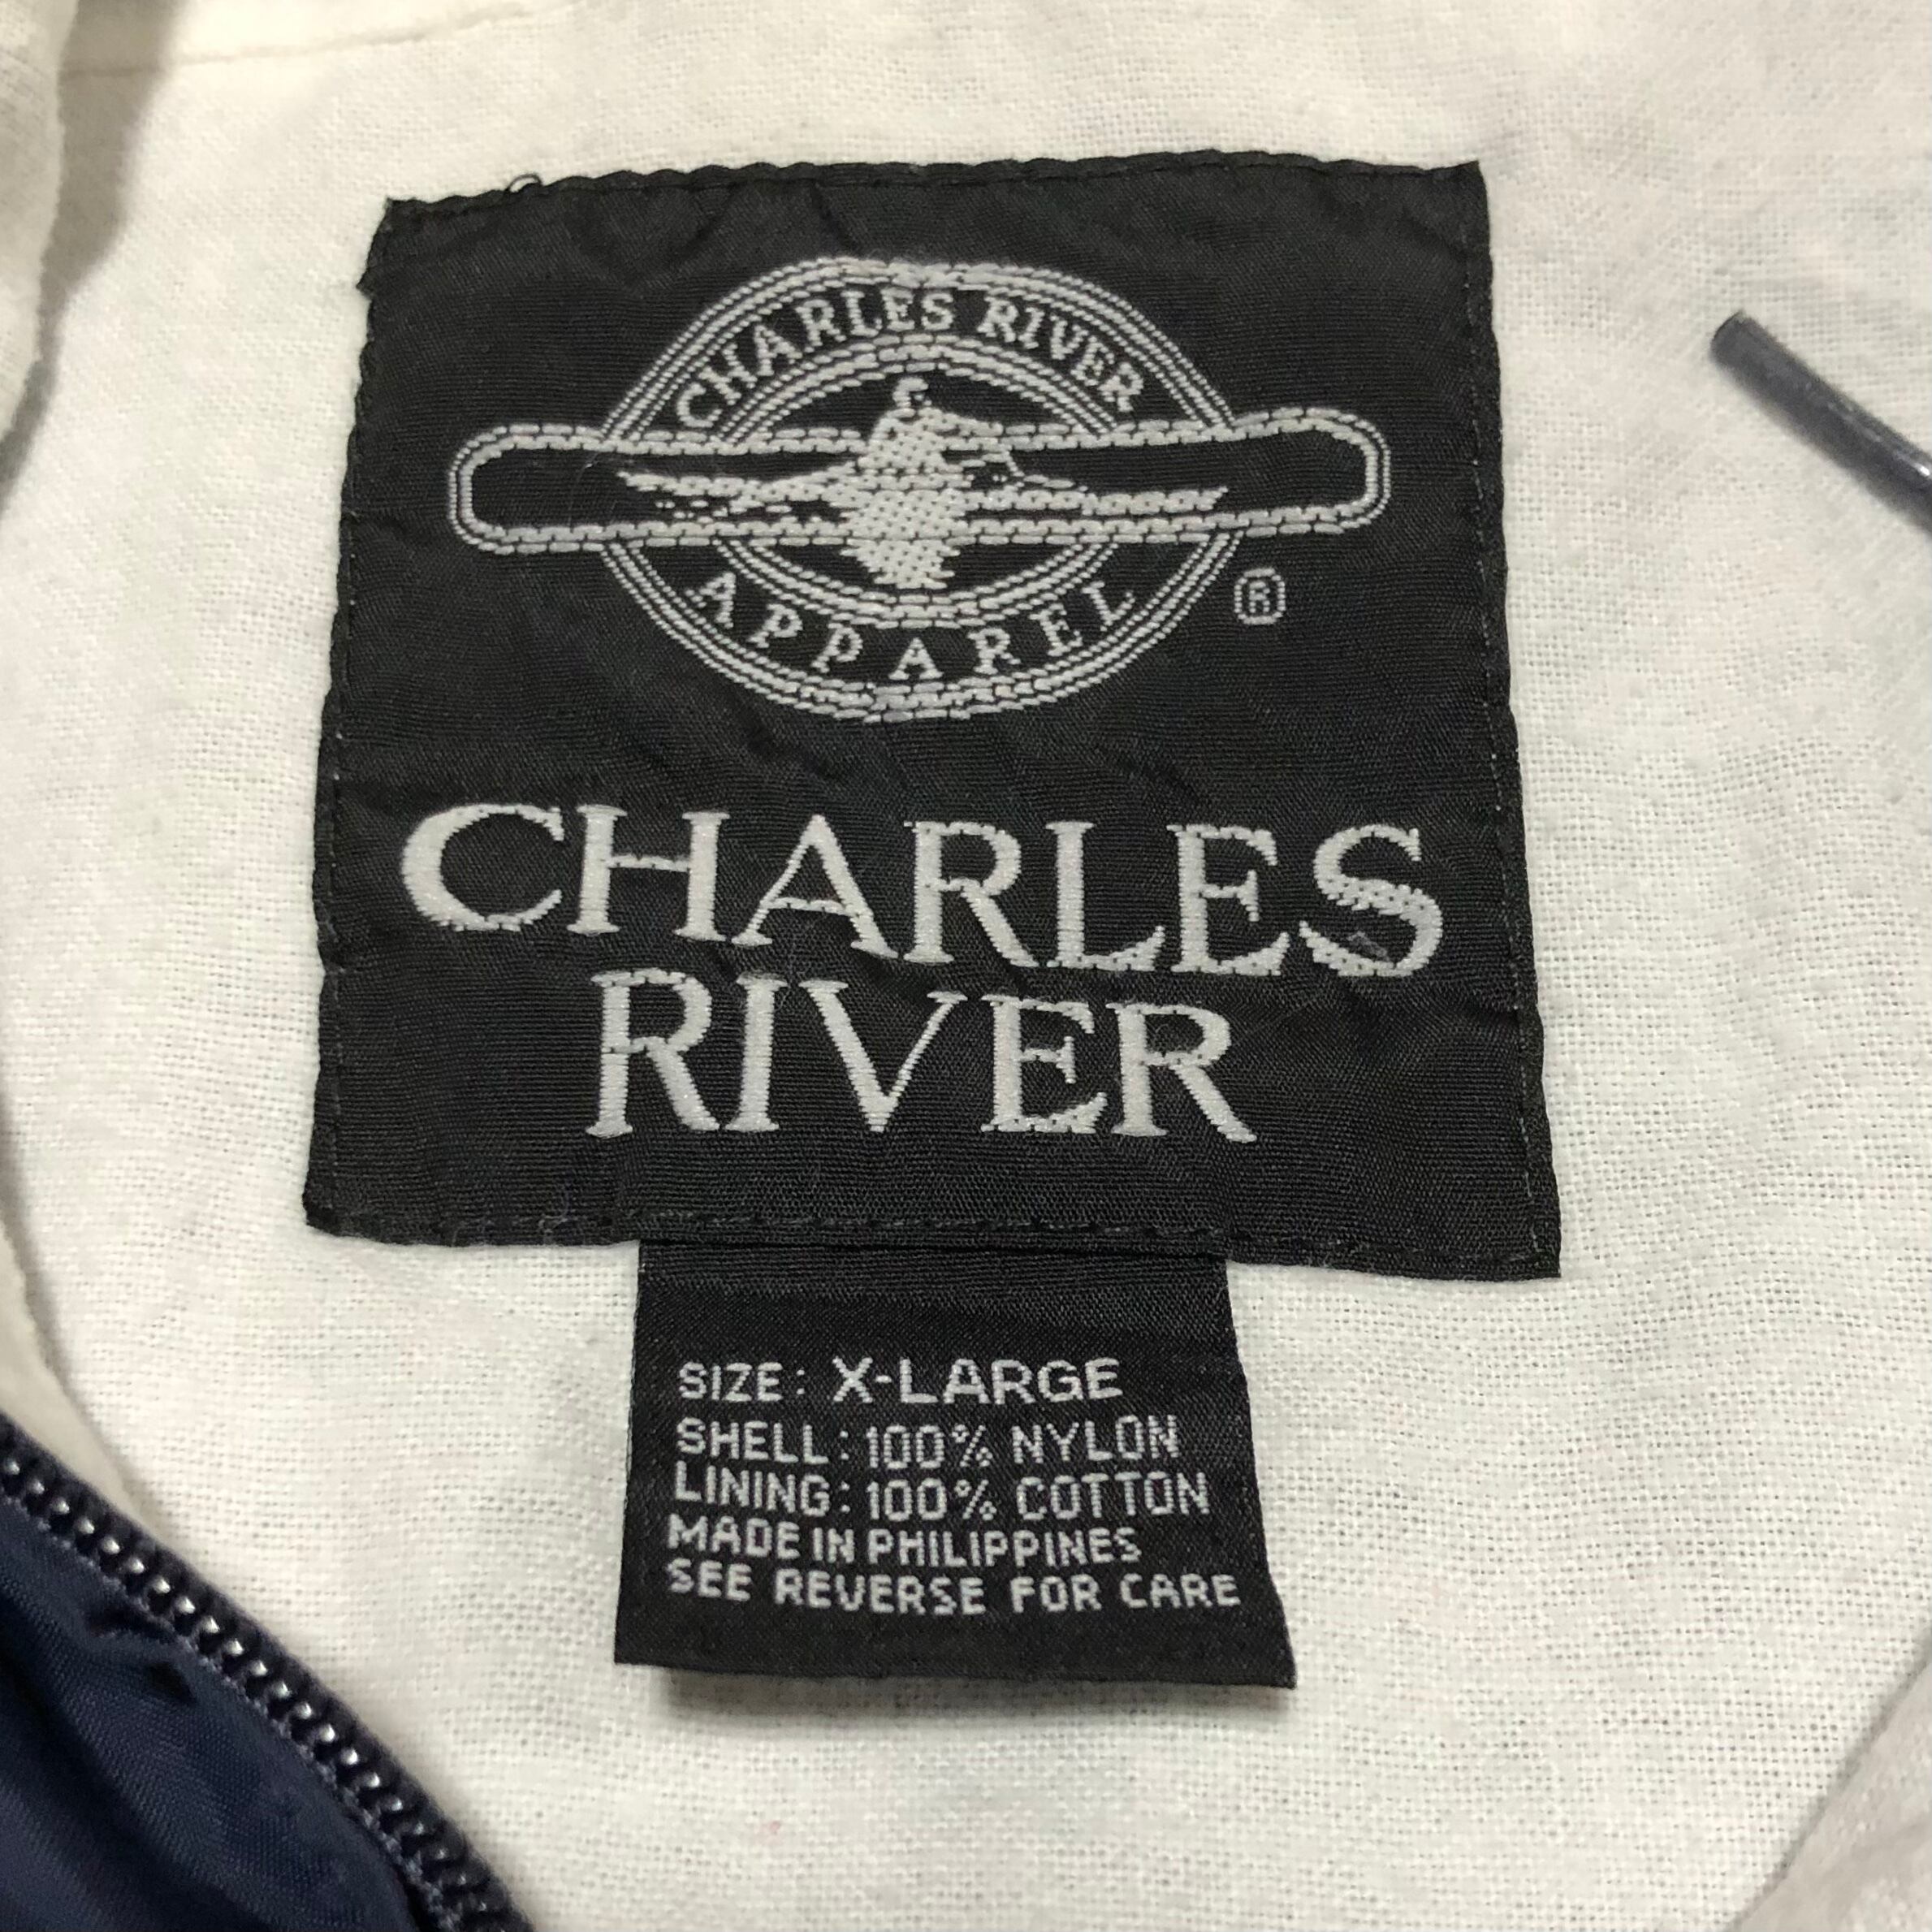 CHARLES RIVER
APPAREL
®
CHARLES
RIVER
SIZE: X-LARGE
SHELL: 100% NYLON
LINING: 100% COTTON
MADE IN PHILIPPINES
SEE REVERSE FOR CARE